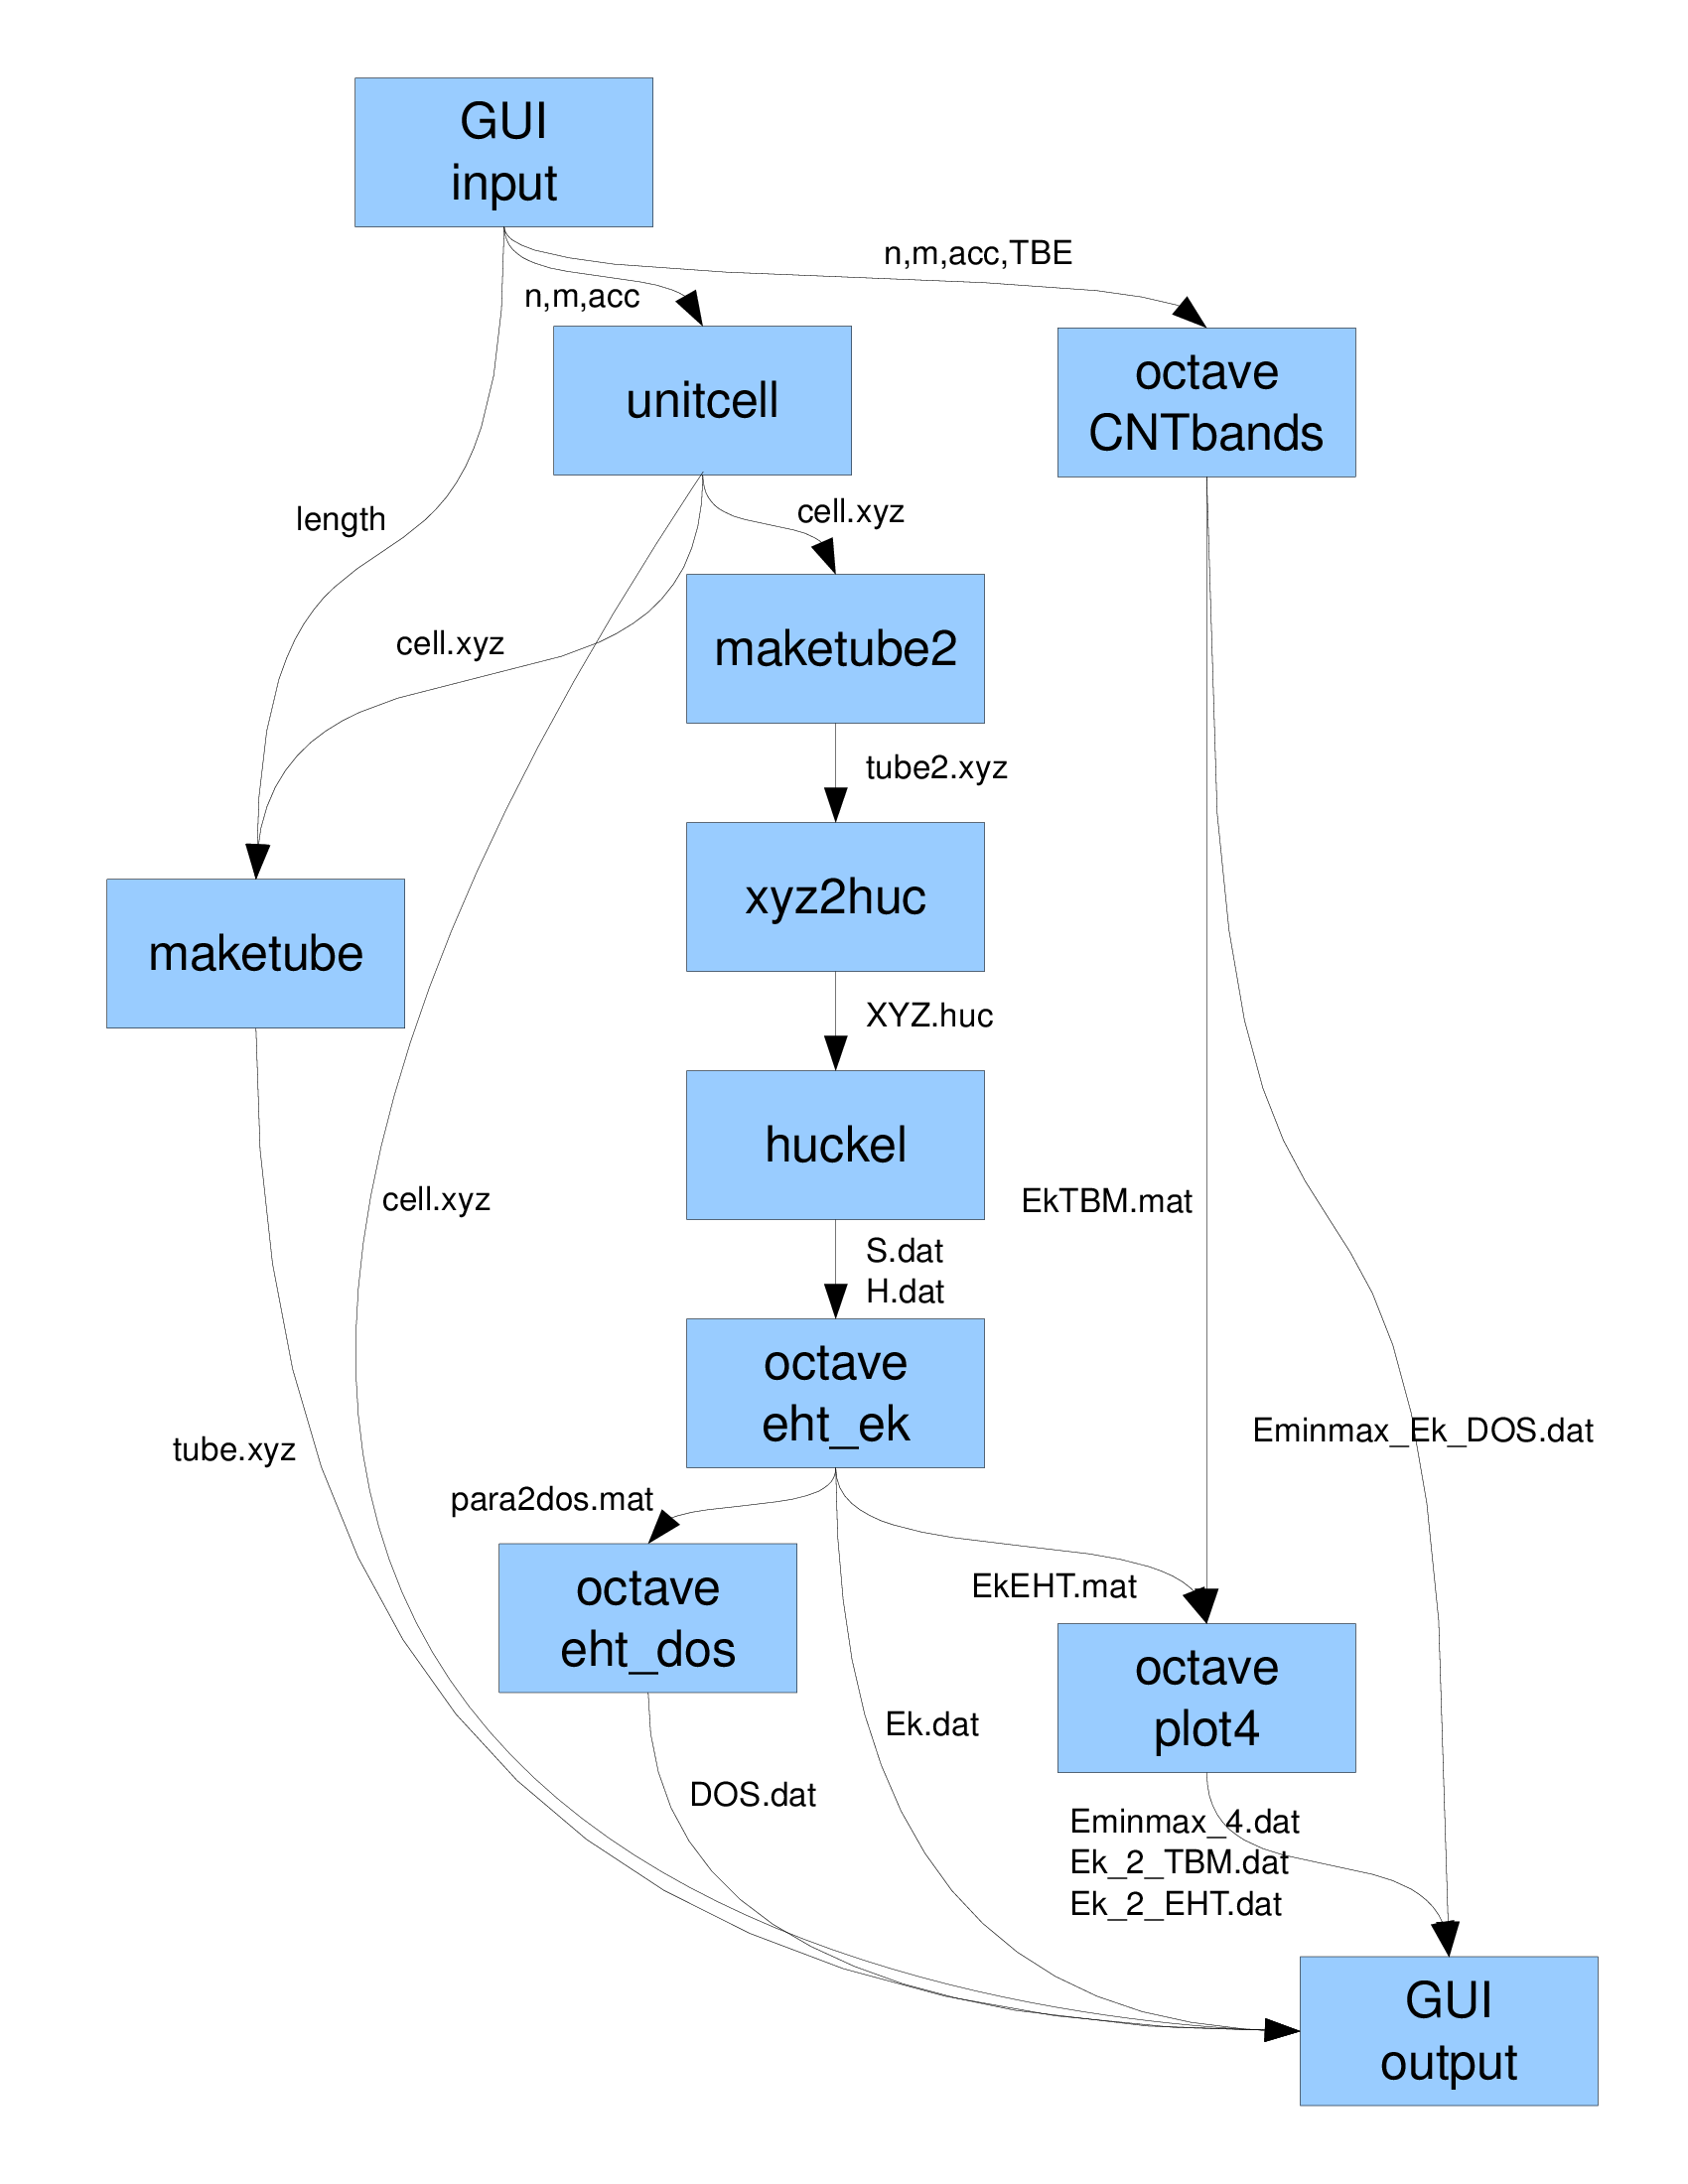 GUI
input
n,m,acc,TBE
n,m,acc
unitcell
octave
CNTbands
length
cell.xyz
cell.xyz
maketube2
tube2.xyz
xyz2huc
maketube
XYZ.huc
huckel
cell.xyz
EkTBM.mat
S.dat
H.dat
octave
eht_ek
Eminmax_Ek_DOS.dat
tube.xyz
para2dos.mat
octave
eht_dos
EkEHT.mat
octave
plot4
Ek.dat
DOS.dat
Eminmax_4.dat
Ek_2_TBM.dat
Ek_2_EHT.dat
GUI
output